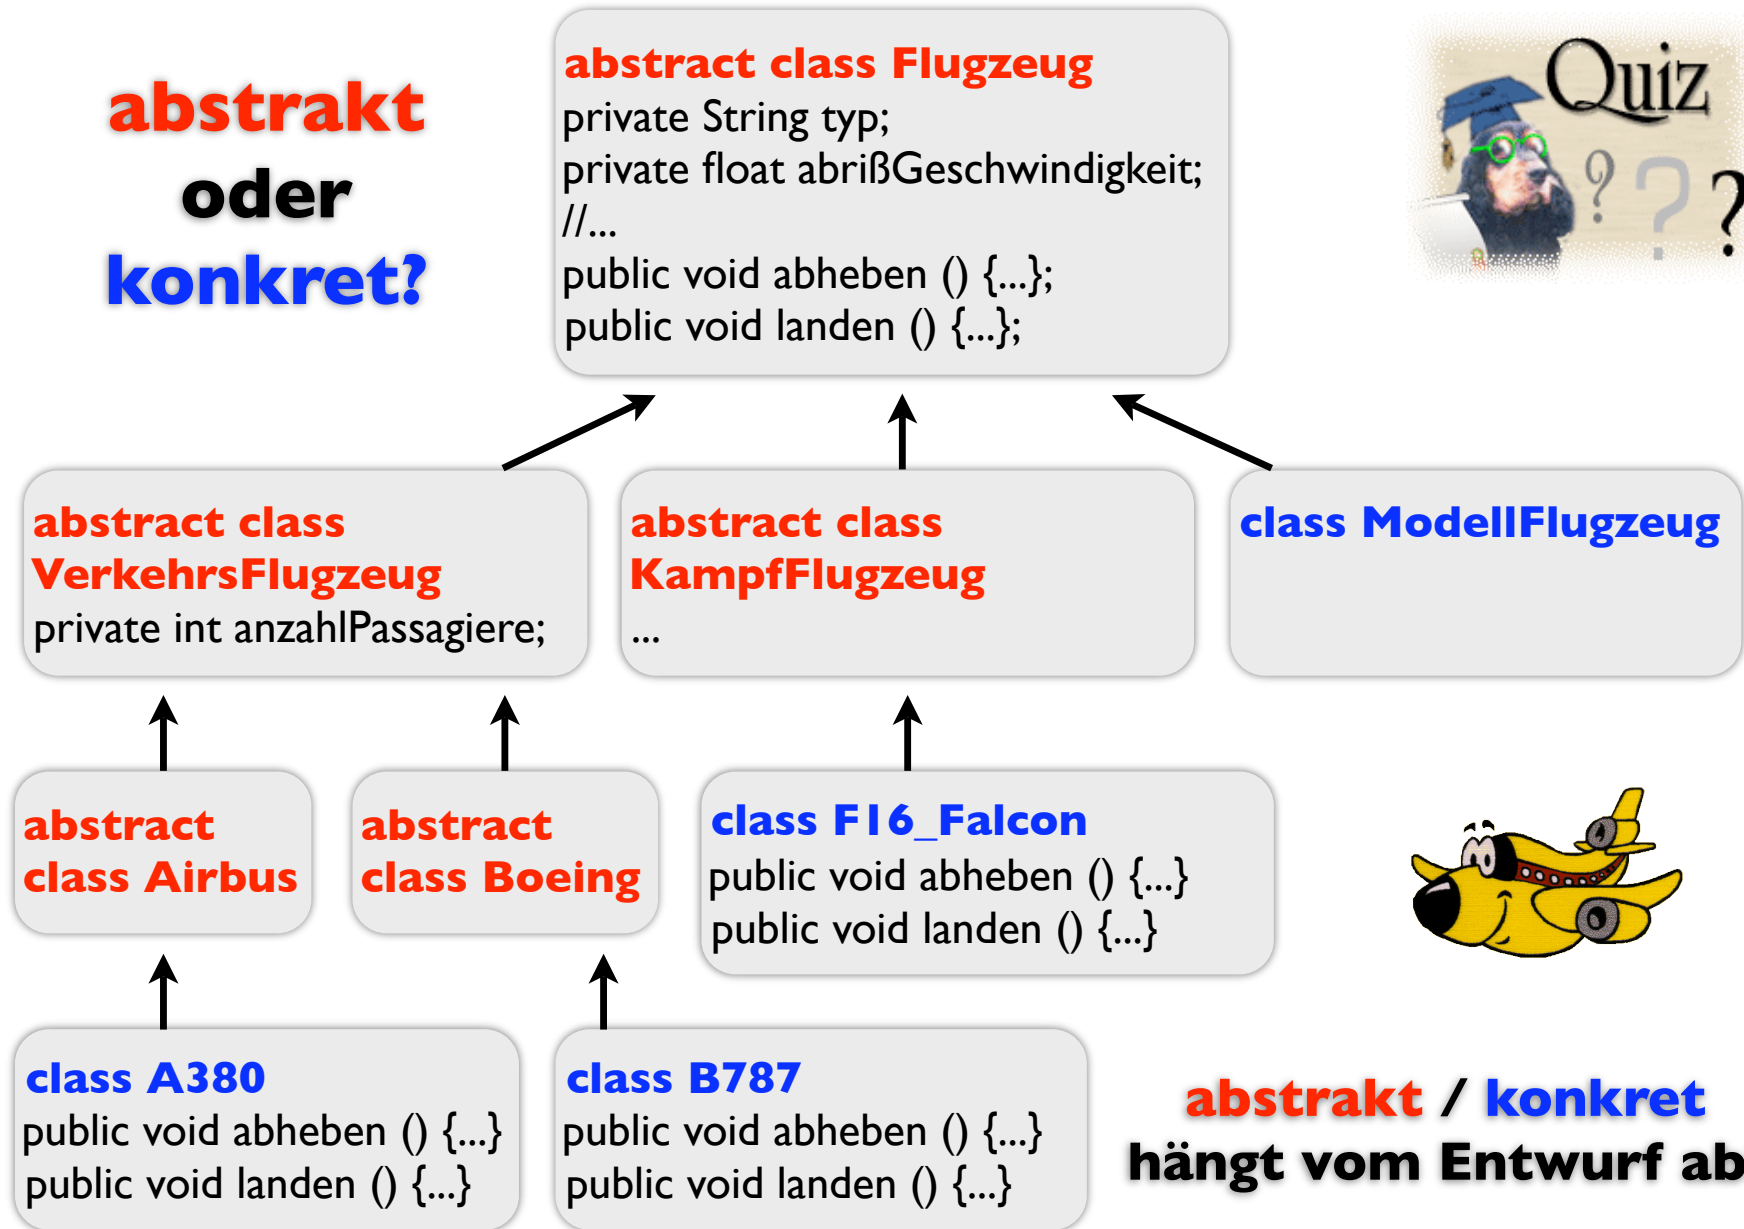 abstrakt
oder
konkret?
abstract class Flugzeug
private String typ;
private float abrißGeschwindigkeit;
//...
public void abheben () {...};
public void landen () {...};
Quiz
? ? ?
abstract class
VerkehrsFlugzeug
private int anzahlPassagiere;
abstract class
KampfFlugzeug
...
class ModellFlugzeug
abstract
class Airbus
abstract
class Boeing
class F16_Falcon
public void abheben () {...}
public void landen () {...}
class A380
public void abheben () {...}
public void landen () {...}
class B787
public void abheben () {...}
public void landen () {...}
abstrakt / konkret
hängt vom Entwurf ab